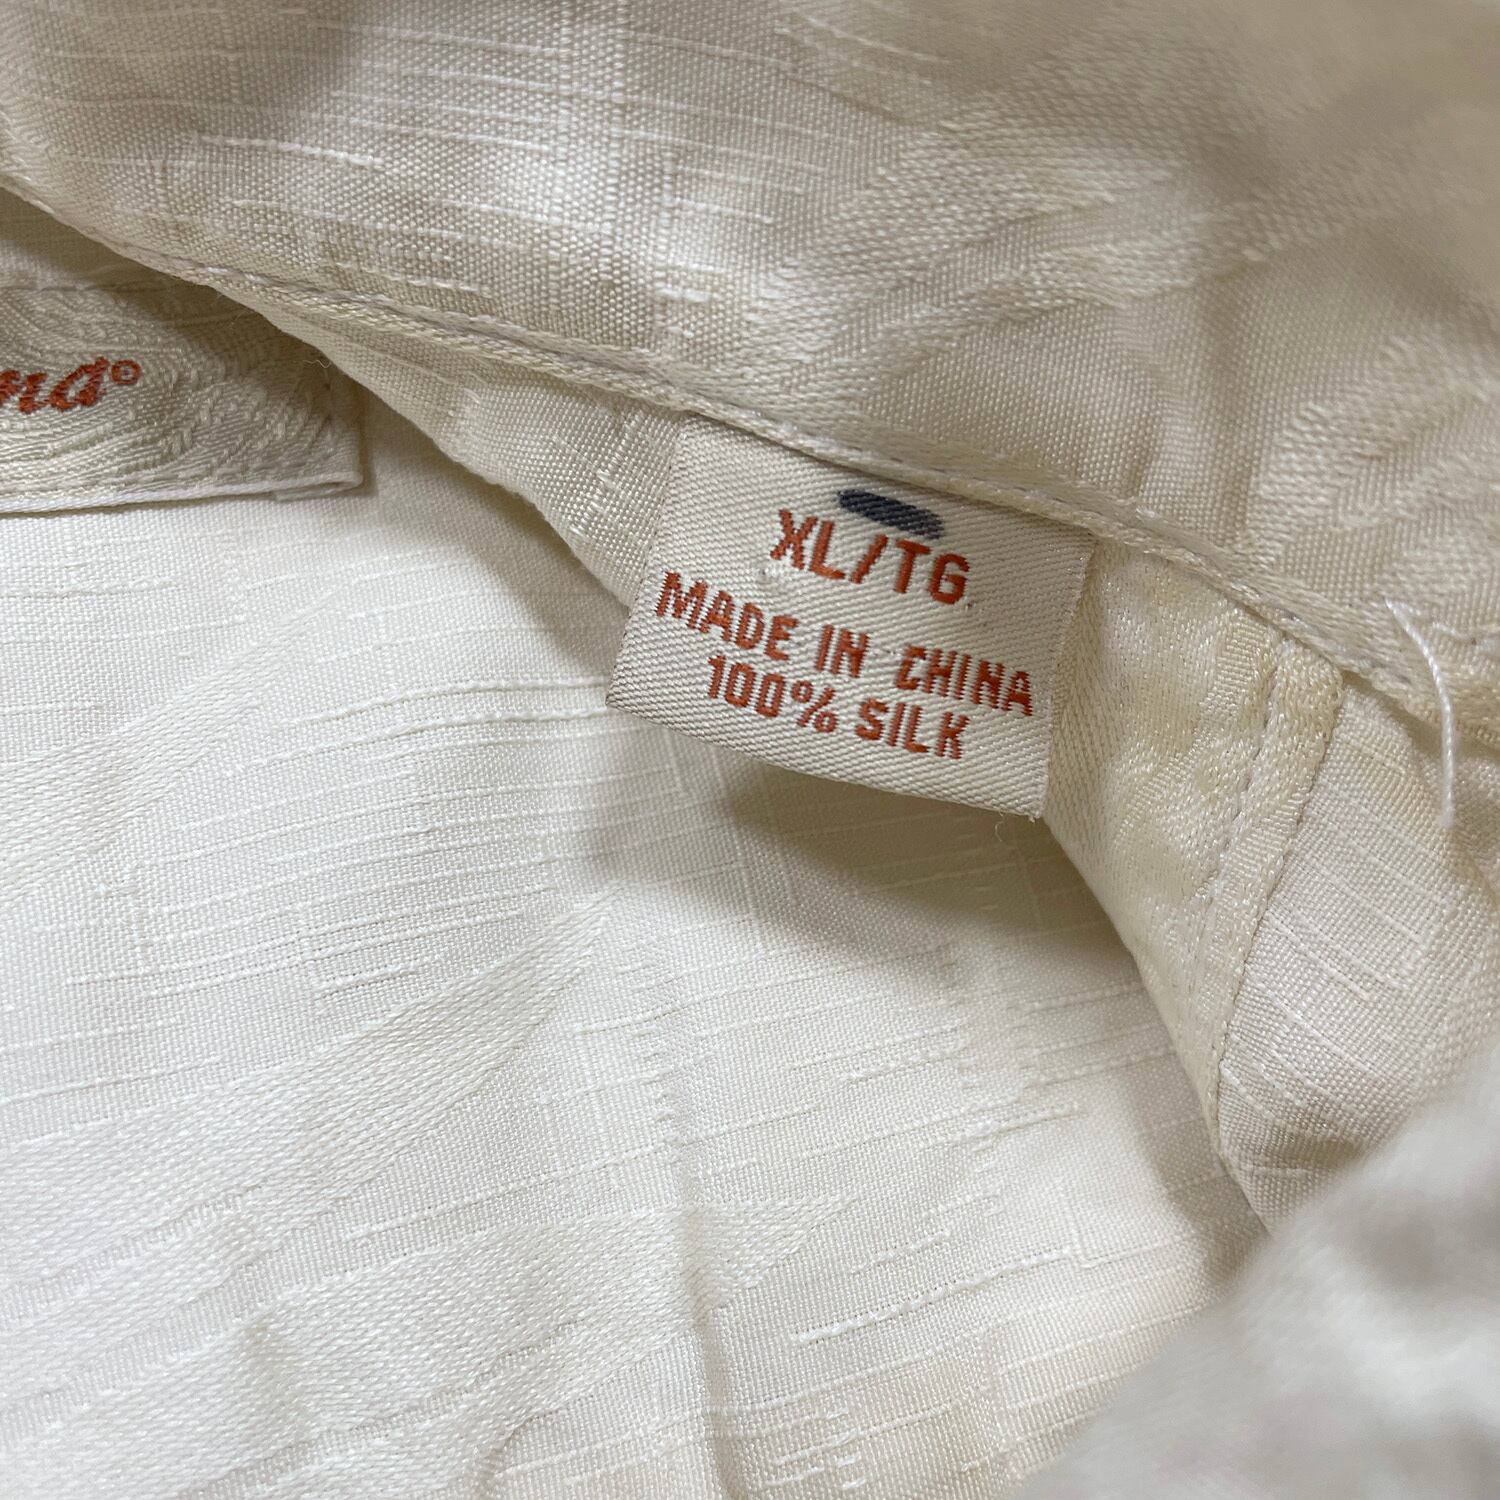 XL/TG
MADE IN CHINA
100% SILK